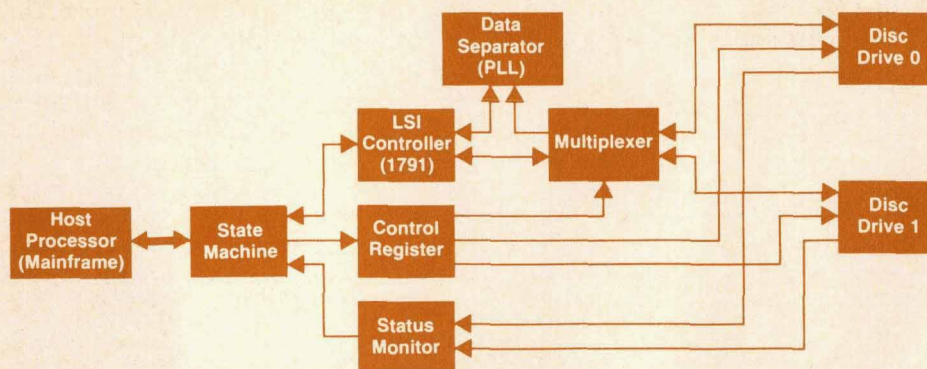 Data
Separator
(PLL)
Disc
Drive 0
LSI
Controller
(1791)
Multiplexer
Host
Processor
(Mainframe)
State
Machine
Control
Register
Disc
Drive 1
Status
Monitor